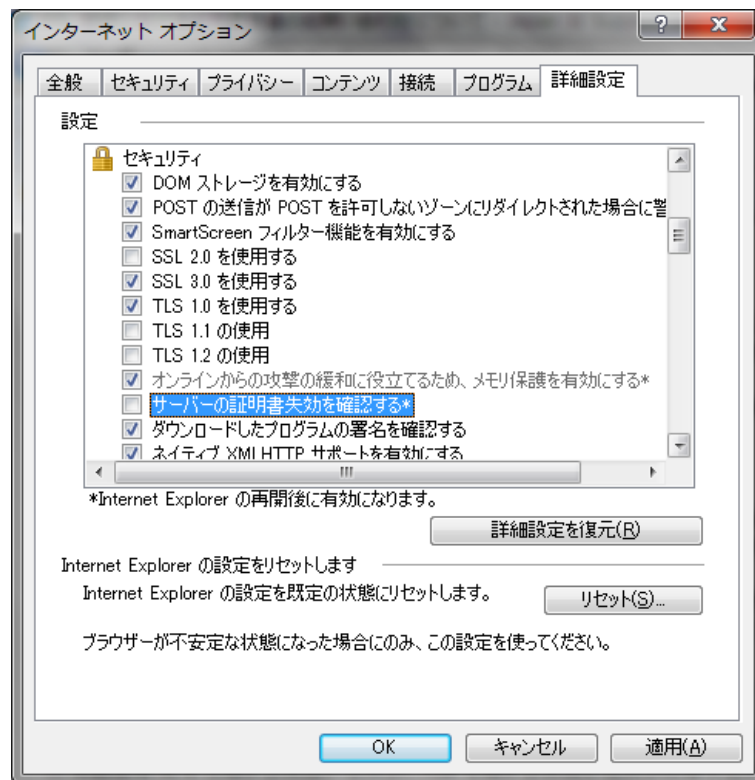 インターネット オプション
全般 セキュリティ プライバシー コンテンツ 接続 プログラム 詳細設定
設定
セキュリティ
DOM ストレージを有効にする
POST の送信が POST を許可しないゾーンにリダイレクトされた場合に警
SmartScreen フィルター機能を有効にする
SSL 2.0 を使用する
SSL 3.0 を使用する
TLS 1.0 を使用する
TLS 1.1 の使用
TLS 1.2 の使用
オンラインからの攻撃の緩和に役立てるため、メモリ保護を有効にする*
サーバーの証明書失効を確認する*
ダウンロードしたプログラムの署名を確認する
ネイティブ XMLHTTP サポートを有効にする
*Internet Explorer の再開後に有効になります。
詳細設定を復元(R)
Internet Explorer の設定をリセットします
Internet Explorer の設定を既定の状態にリセットします。
リセット(S)...
ブラウザーが不安定な状態になった場合にのみ、この設定を使ってください。
OK キャンセル 適用(A)